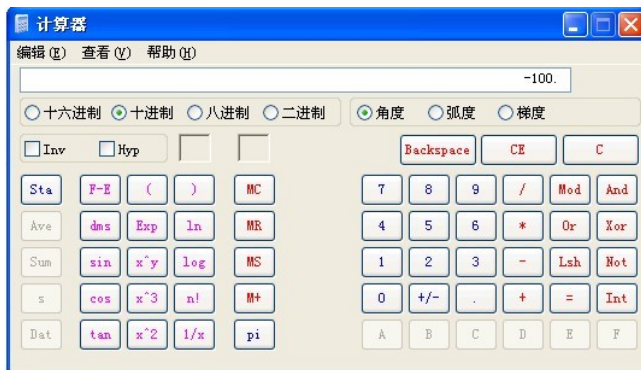 计算器
编辑(E) 查看(V) 帮助(H)
-100.
十六进制 十进制 八进制 二进制 角度 弧度 梯度
Inv Hyp Backspace CE C
Sta F-E ( ) MC 7 8 9 / Mod And
Ave dms Exp ln MR 4 5 6 * Or Xor
Sum sin x^y log MS 1 2 3 - Lsh Not
s cos x^3 n! M+ 0 +/- . + = Int
Dat tan x^2 1/x pi A B C D E F